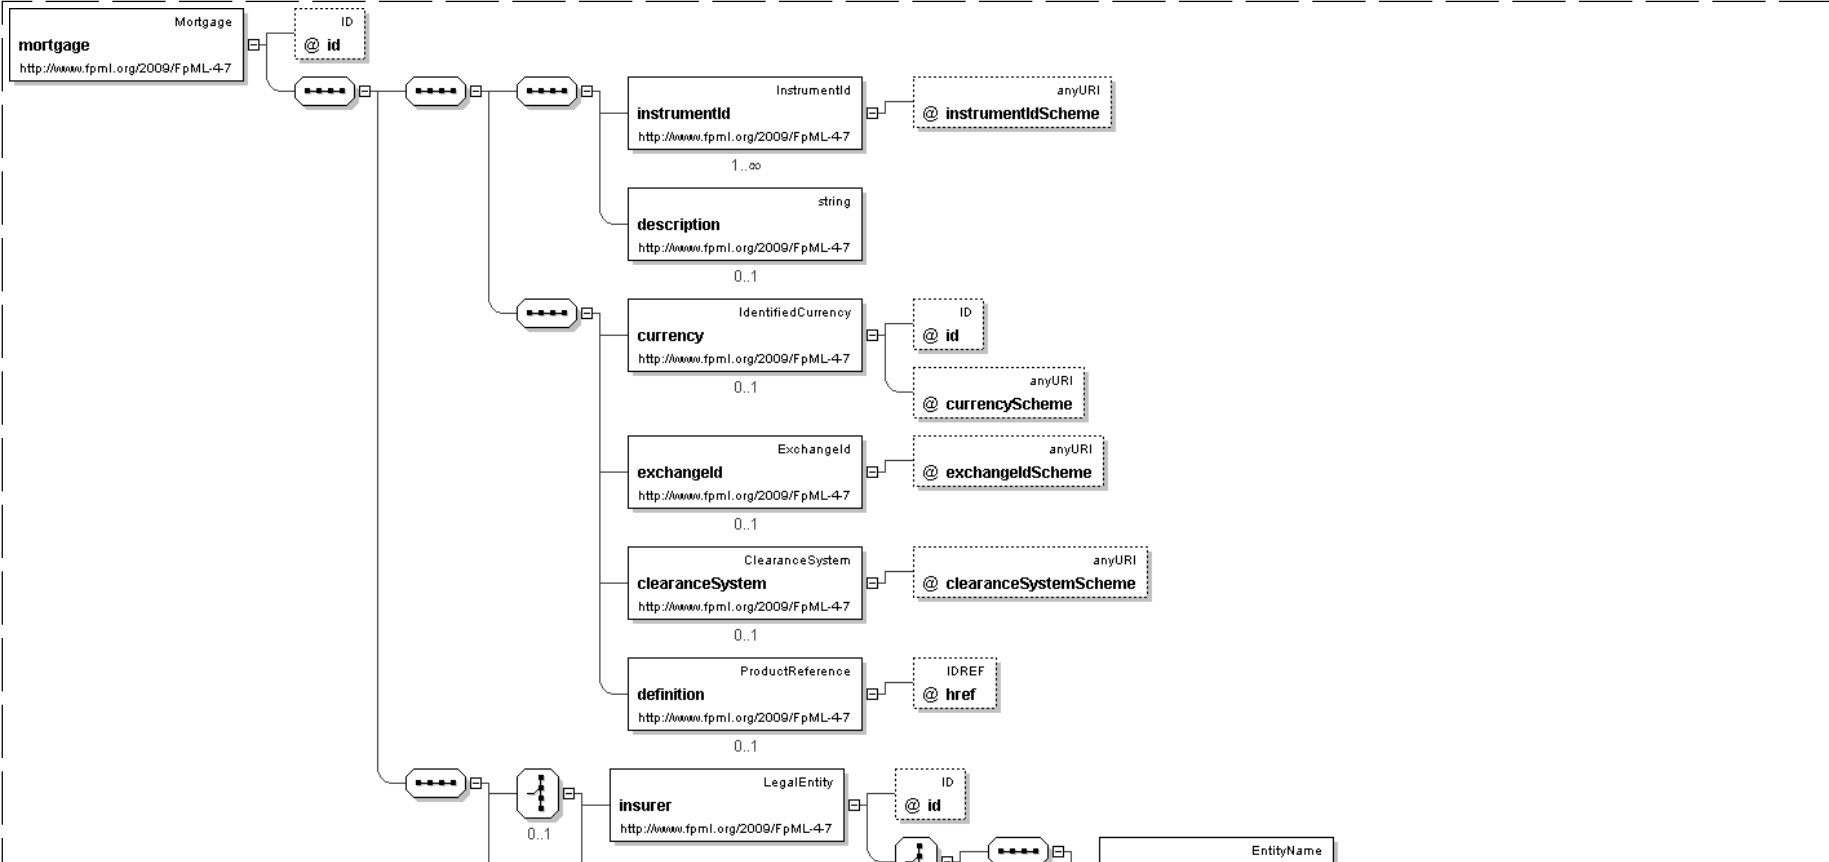 Mortgage
mortgage
http://www.fpml.org/2009/FpML-4-7
ID
@ id
InstrumentId
instrumentId
http://www.fpml.org/2009/FpML-4-7
1..∞
anyURI
@ instrumentIdScheme
string
description
http://www.fpml.org/2009/FpML-4-7
0..1
IdentifiedCurrency
currency
http://www.fpml.org/2009/FpML-4-7
0..1
ID
@ id
anyURI
@ currencyScheme
ExchangeId
exchangeId
http://www.fpml.org/2009/FpML-4-7
0..1
anyURI
@ exchangeIdScheme
ClearanceSystem
clearanceSystem
http://www.fpml.org/2009/FpML-4-7
0..1
anyURI
@ clearanceSystemScheme
ProductReference
definition
http://www.fpml.org/2009/FpML-4-7
0..1
IDREF
@ href
0..1
LegalEntity
insurer
http://www.fpml.org/2009/FpML-4-7
ID
@ id
EntityName